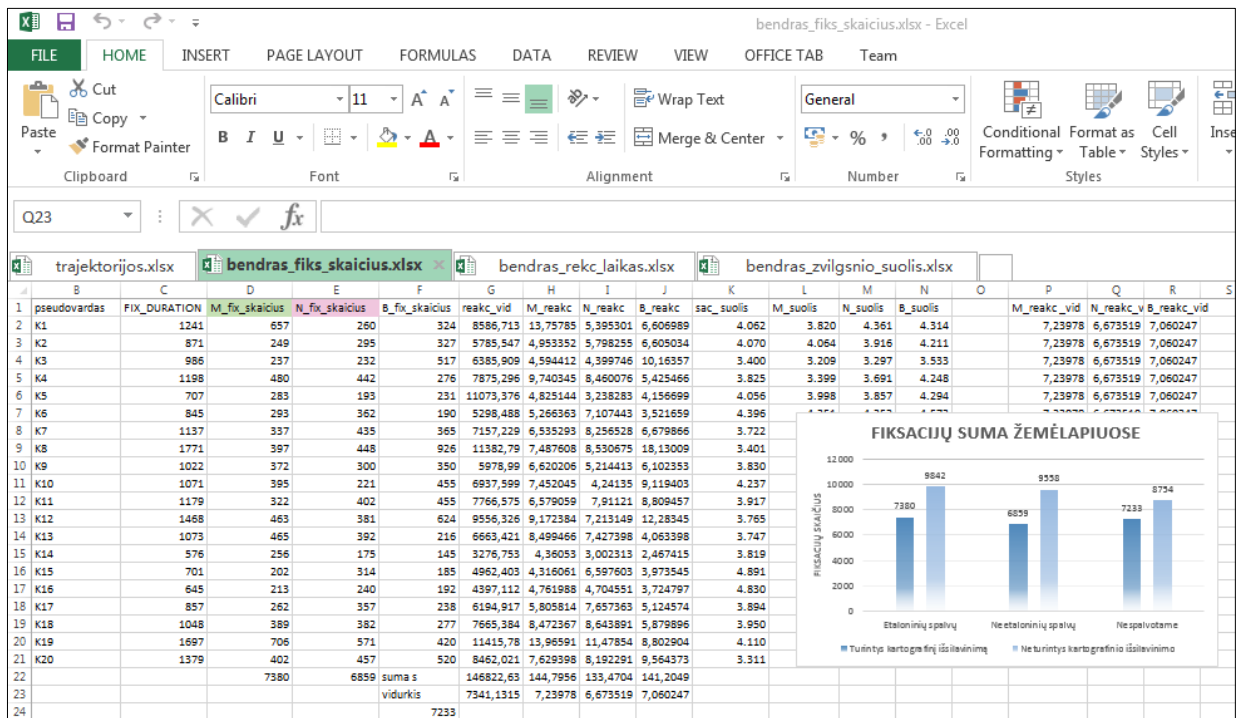 bendras_fiks_skaicius.xlsx - Excel
FILE HOME INSERT PAGE LAYOUT FORMULAS DATA REVIEW VIEW OFFICE TAB Team
Cut
Copy
Format Painter
Paste
Calibri 11
B I U
Wrap Text
Merge & Center
General
Conditional Formatting
Format as Table
Cell Styles
Inse
Clipboard Font Alignment Number Styles
Q23 fx
trajektorijos.xlsx bendras_fiks_skaicius.xlsx bendras_rekc_laikas.xlsx bendras_zvilgsnio_suolis.xlsx
B C D E F G H I J K L M N O P Q R S
1 pseudovardas FIX_DURATION M_fix_skaicius N_fix_skaicius B_fix_skaicius reakc_vid M_reakc N_reakc B_reakc sac_suolis M_suolis N_suolis B_suolis M_reakc_vid N_reakc_v B_reakc_vid
2 K1 1241 657 260 324 8586,713 13,75785 5,395301 6,606989 4.062 3.820 4.361 4.314 7,23978 6,673519 7,060247
3 K2 871 249 295 327 5785,547 4,953352 5,798255 6,605034 4.070 4.064 3.916 4.211 7,23978 6,673519 7,060247
4 K3 986 237 232 517 6385,909 4,594412 4,399746 10,16357 3.400 3.209 3.297 3.533 7,23978 6,673519 7,060247
5 K4 1198 480 442 276 7875,296 9,740345 8,460076 5,425466 3.825 3.399 3.691 4.248 7,23978 6,673519 7,060247
6 K5 707 283 193 231 11073,376 4,825144 3,238283 4,156699 4.056 3.998 3.857 4.294 7,23978 6,673519 7,060247
7 K6 845 293 362 190 5298,488 5,266363 7,107443 3,521659 4.396
8 K7 1137 337 435 365 7157,229 6,535293 8,256528 6,679866 3.722
9 K8 1771 397 448 926 11382,79 7,487608 8,530675 18,13009 3.401
10 K9 1022 372 300 350 5978,99 6,620206 5,214413 6,102353 3.830
11 K10 1071 395 221 455 6937,599 7,452045 4,24135 9,119403 4.237
12 K11 1179 322 402 455 7766,575 6,579059 7,91121 8,809457 3.917
13 K12 1468 463 381 624 9556,326 9,172384 7,213149 12,28345 3.765
14 K13 1073 465 392 216 6663,421 8,499466 7,427398 4,063398 3.747
15 K14 576 256 175 145 3276,753 4,36053 3,002313 2,467415 3.819
16 K15 701 202 314 185 4962,403 4,316061 6,597603 3,973545 4.891
17 K16 645 213 240 192 4397,112 4,761988 4,704551 3,724797 4.830
18 K17 857 262 357 238 6194,917 5,805814 7,657363 5,124574 3.894
19 K18 1048 389 382 277 7665,384 8,472367 8,643891 5,879896 3.950
20 K19 1697 706 571 420 11415,78 13,96591 11,47854 8,802904 4.110
21 K20 1379 402 457 520 8462,021 7,629398 8,192291 9,564373 3.311
22 7380 6859 suma s 146822,63 144,7956 133,4704 141,2049
23 vidurkis 7341,1315 7,23978 6,673519 7,060247
24 7233
FIKSACIJŲ SUMA ŽEMĖLAPIUOSE
FIKSACIJŲ SKAIČIUS
12000
10000
8000
6000
4000
2000
0
7380 9842 6859 9558 7233 8754
Etaloninių spalvų Neetaloninių spalvų Nespalvotame
Turintys kartografinį išsilavinimą Neturintys kartografinio išsilavinimo